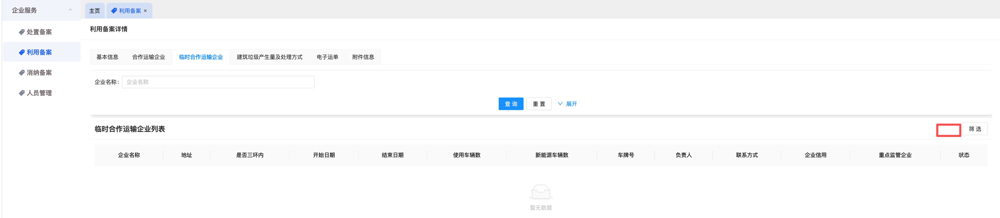 企业服务
处置备案
利用备案
消纳备案
人员管理
主页 利用备案 ×
利用备案详情
基本信息 合作运输企业 临时合作运输企业 建筑垃圾产生量及处理方式 电子运单 附件信息
企业名称: 企业名称
查 询 重 置 展开
临时合作运输企业列表 筛 选
企业名称 地址 是否三环内 开始日期 结束日期 使用车辆数 新能源车辆数 车牌号 负责人 联系方式 企业信用 重点监管企业 状态
暂无数据